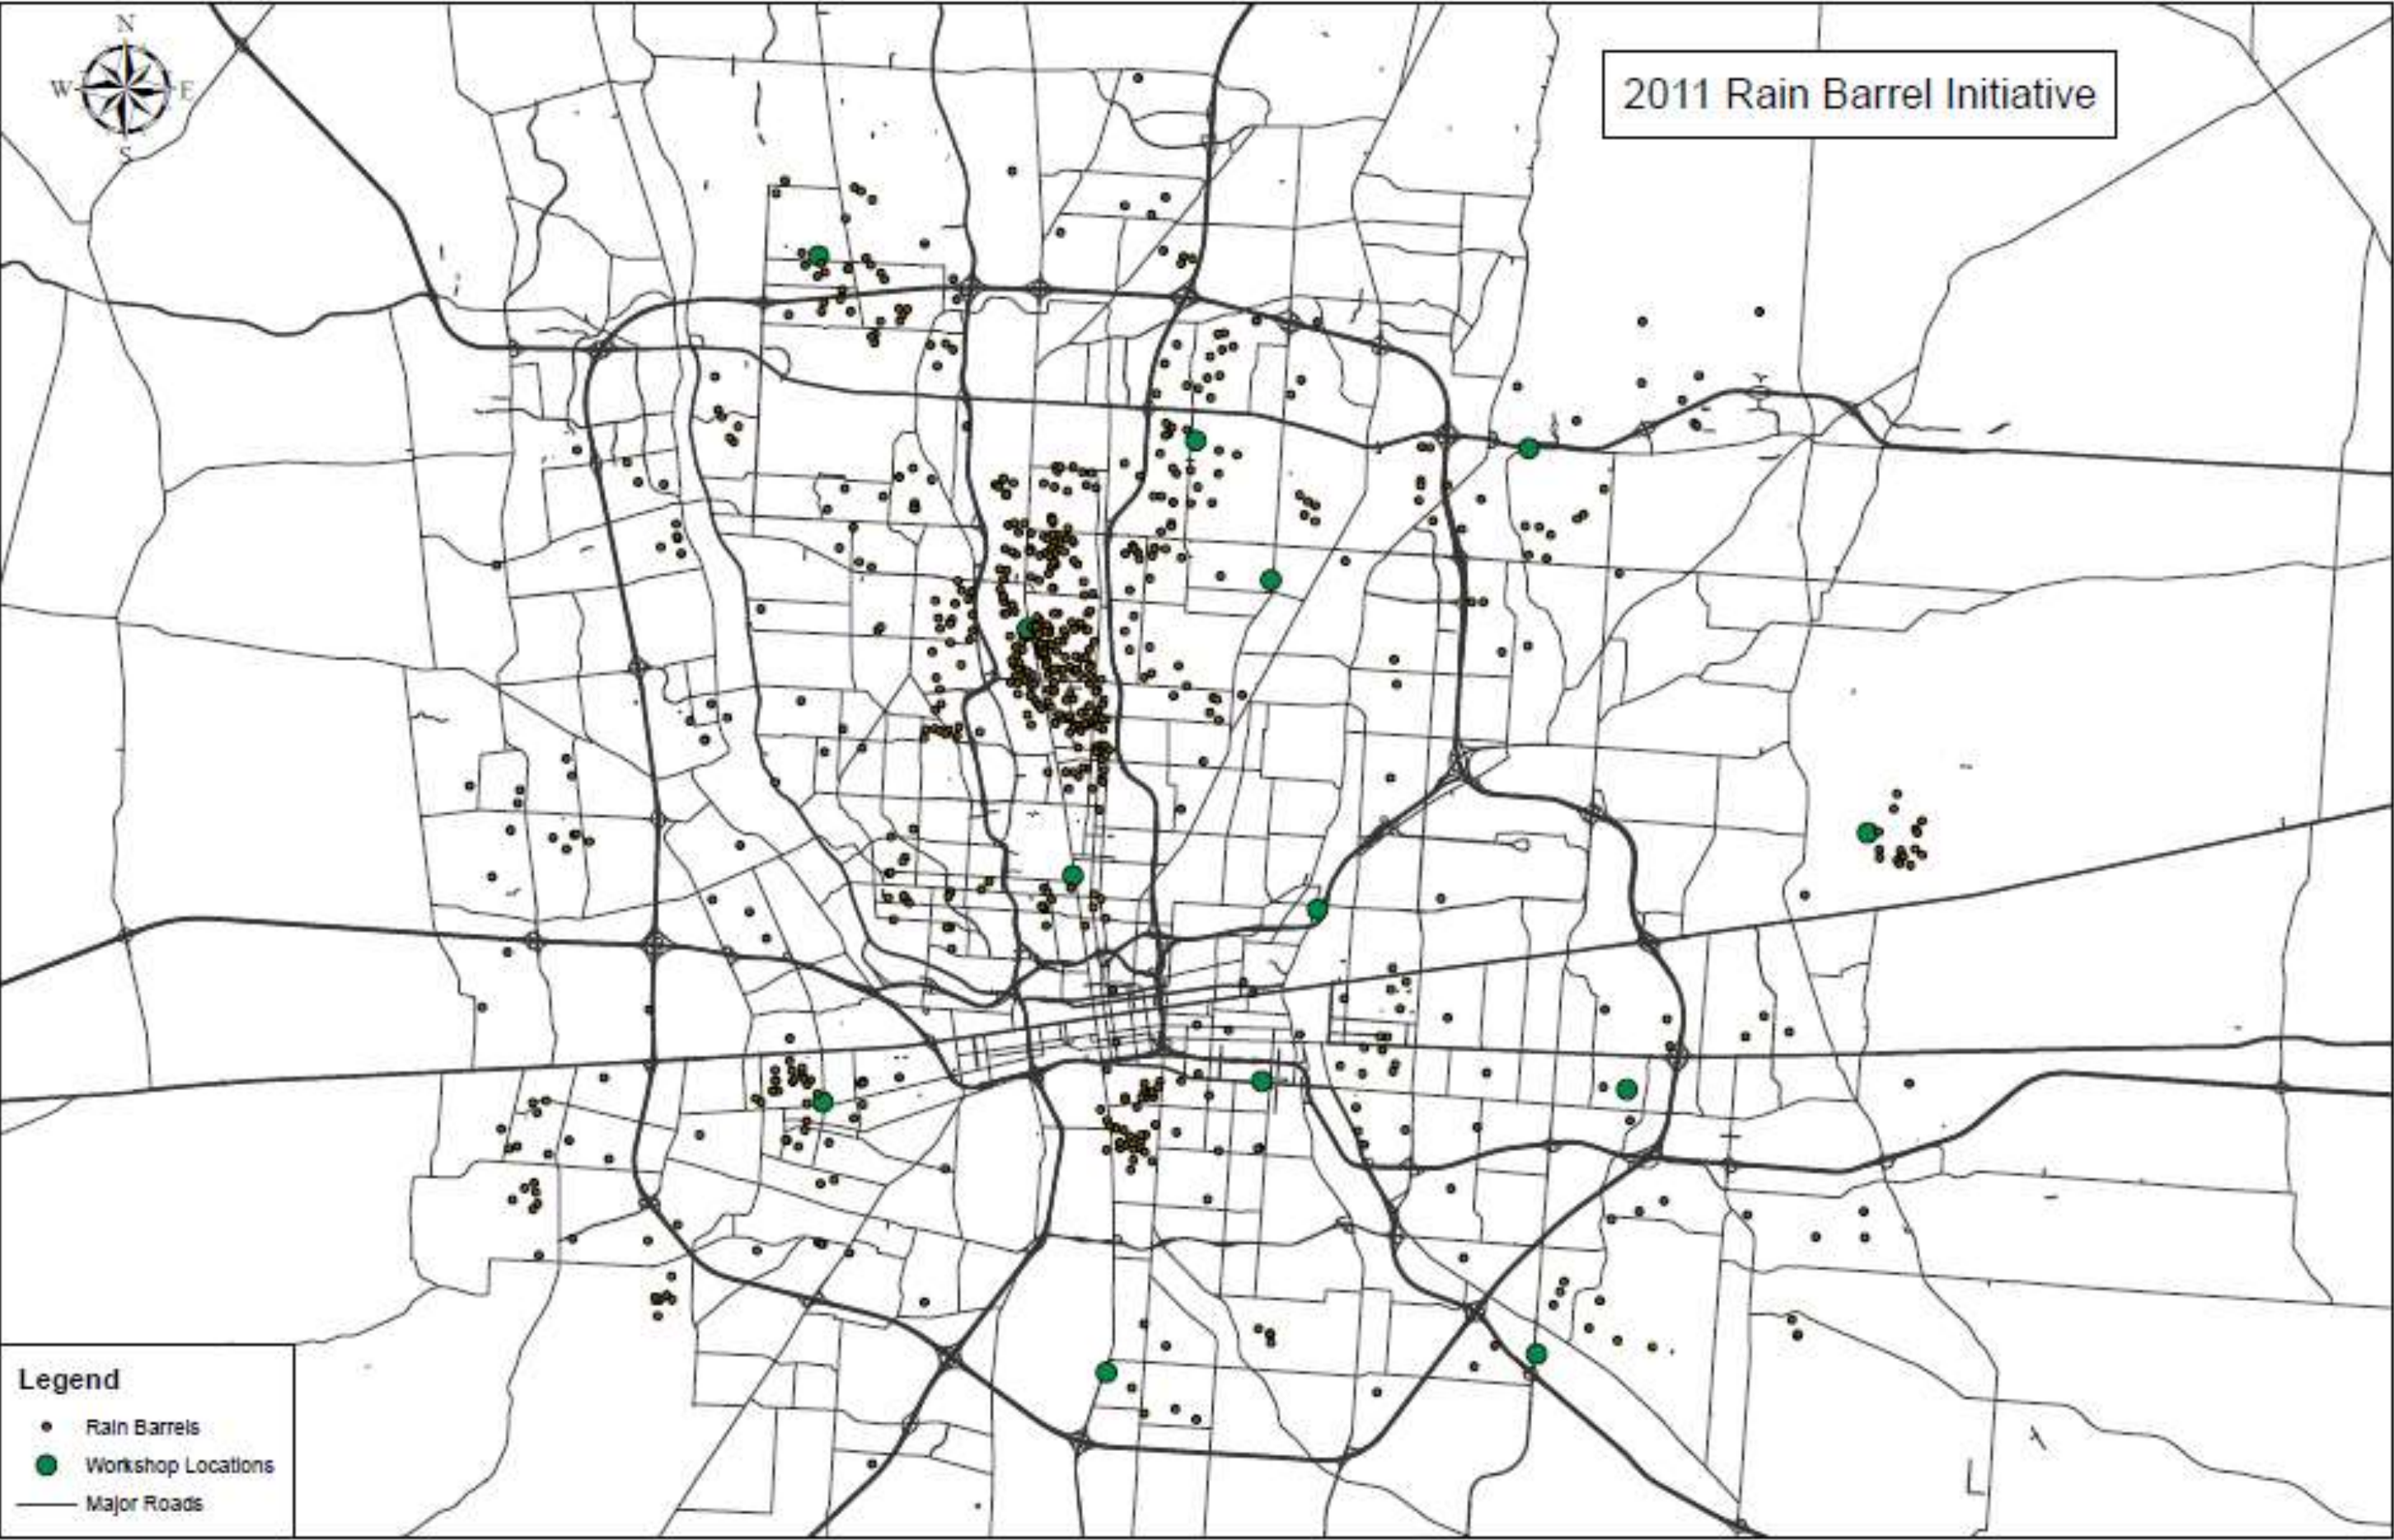 N
W E
S
2011 Rain Barrel Initiative
Legend
Rain Barrels
Workshop Locations
Major Roads